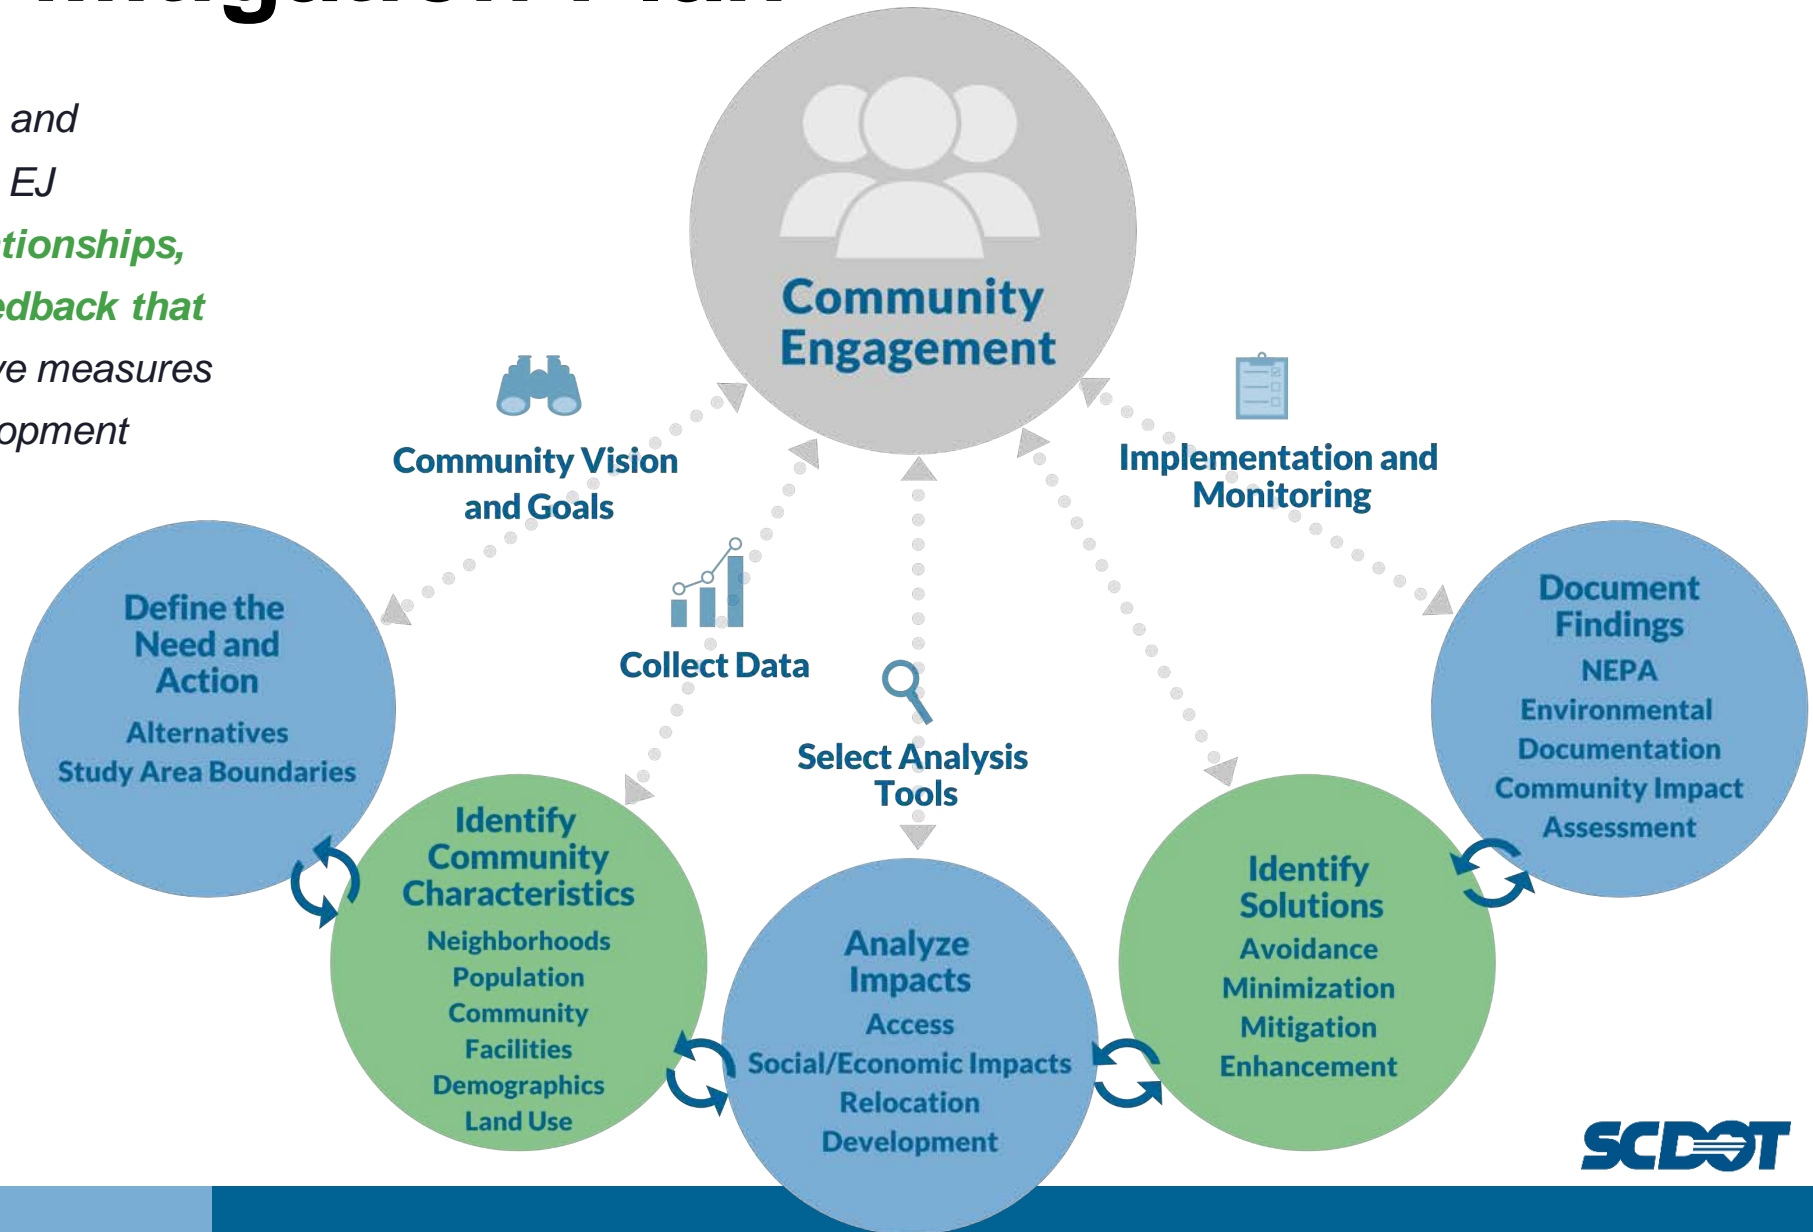 Mitigation Plan
and
EJ
tionships,
edback that
ve measures
opment
Community
Engagement
Community Vision
and Goals
Implementation and
Monitoring
Collect Data
Select Analysis
Tools
Define the
Need and
Action
Alternatives
Study Area Boundaries
Identify
Community
Characteristics
Neighborhoods
Population
Community
Facilities
Demographics
Land Use
Analyze
Impacts
Access
Social/Economic Impacts
Relocation
Development
Identify
Solutions
Avoidance
Minimization
Mitigation
Enhancement
Document
Findings
NEPA
Environmental
Documentation
Community Impact
Assessment
SCDOT